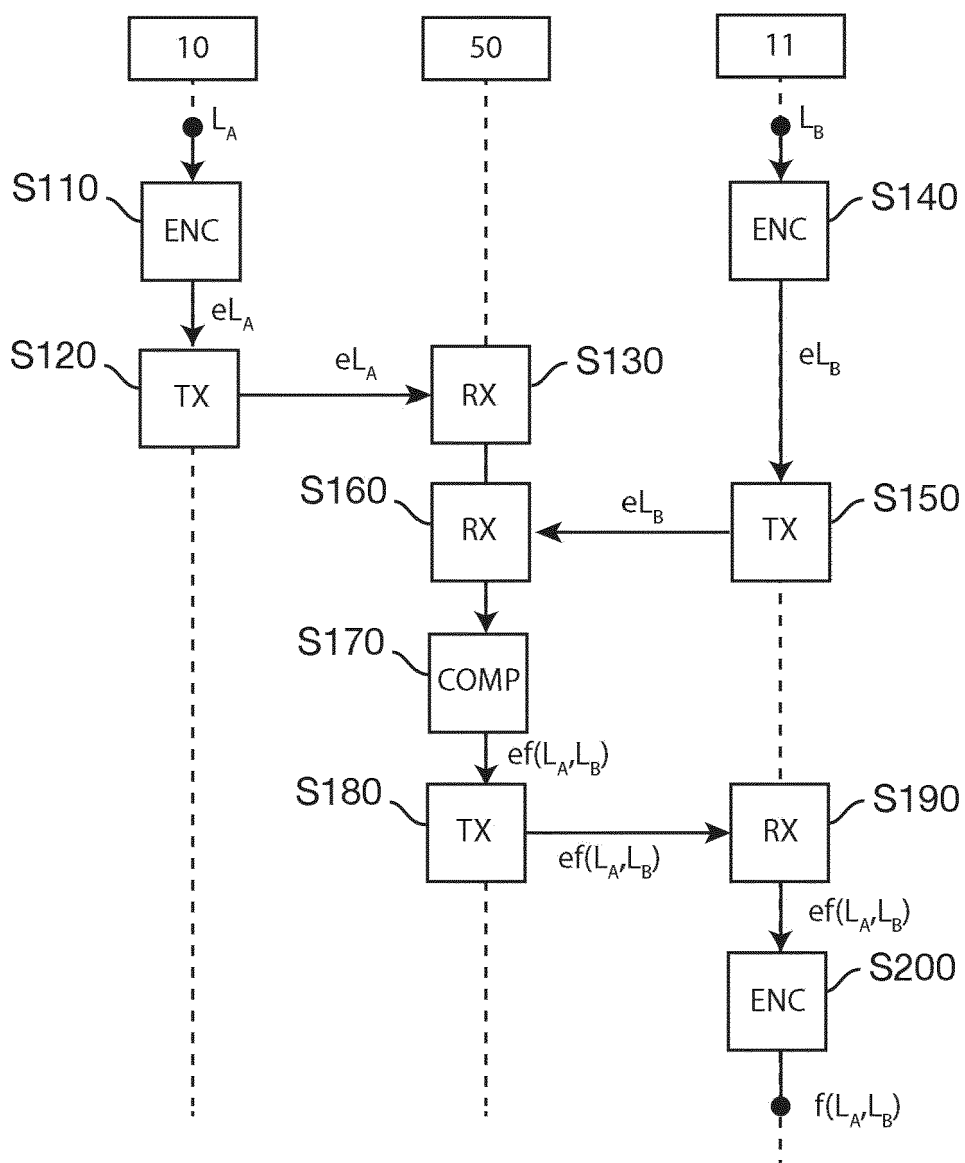 10
50
11
L_A
L_B
S110
ENC
S140
ENC
eL_A
S120
TX
eL_A
RX
S130
eL_B
S160
RX
eL_B
TX
S150
S170
COMP
ef(L_A,L_B)
S180
TX
ef(L_A,L_B)
RX
S190
ef(L_A,L_B)
ENC
S200
f(L_A,L_B)